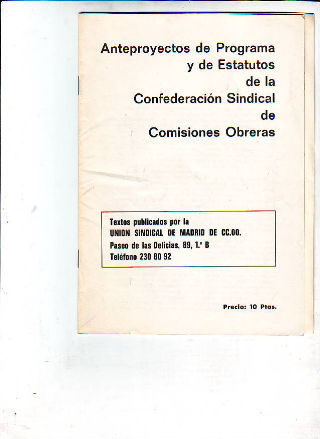 Anteproyectos de Programa
y de Estatutos
de la
Confederación Sindical
de
Comisiones Obreras
Textos publicados por la
UNION SINDICAL DE MADRID DE CC.OO.
Paseo de las Delicias, 89, 1.º B
Teléfono 230 80 92
Precio: 10 Ptas.